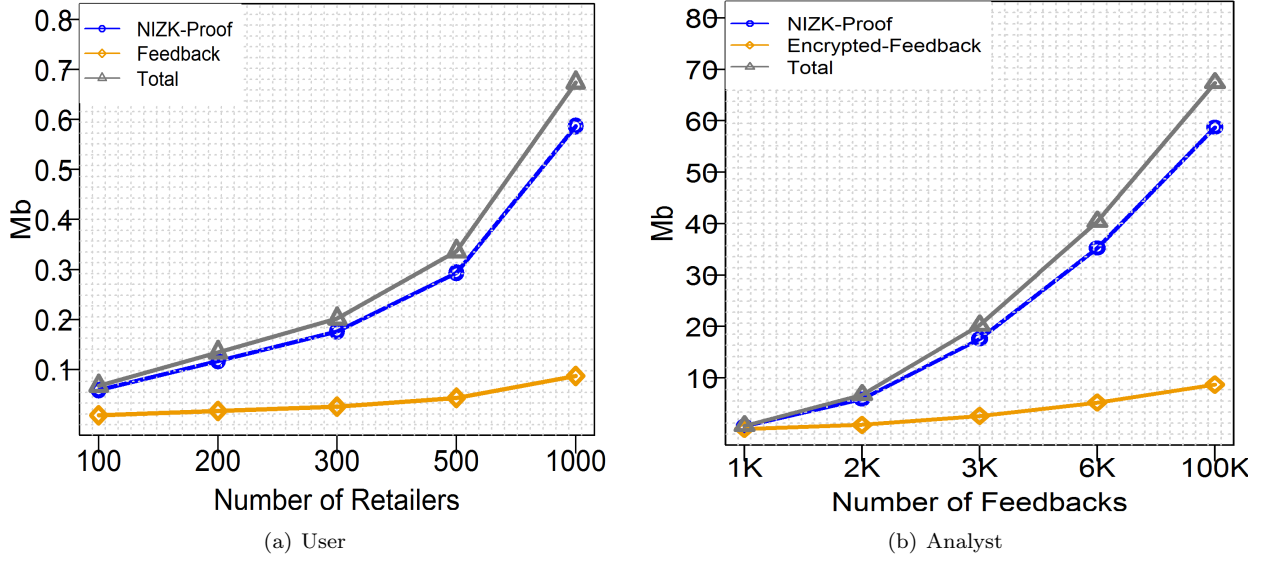 0.8
0.7
0.6
0.5
0.4
0.3
0.2
0.1
Mb
NIZK-Proof
Feedback
Total
100 200 300 500 1000
Number of Retailers
(a) User
80
70
60
50
40
30
20
10
Mb
NIZK-Proof
Encrypted-Feedback
Total
1K 2K 3K 6K 100K
Number of Feedbacks
(b) Analyst